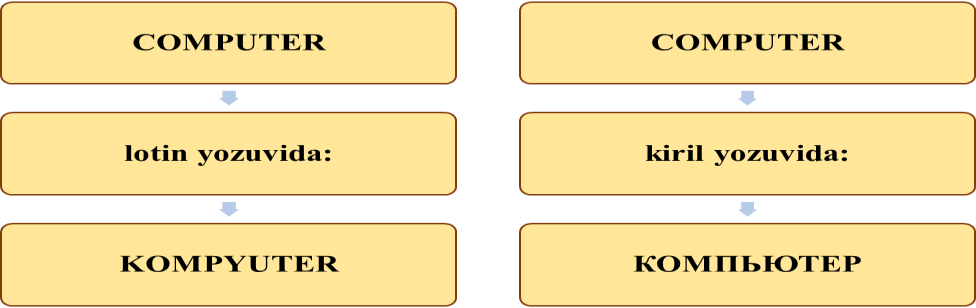 COMPUTER
lotin yozuvida:
KOMPYUTER
COMPUTER
kiril yozuvida:
КОМПЬЮТЕР